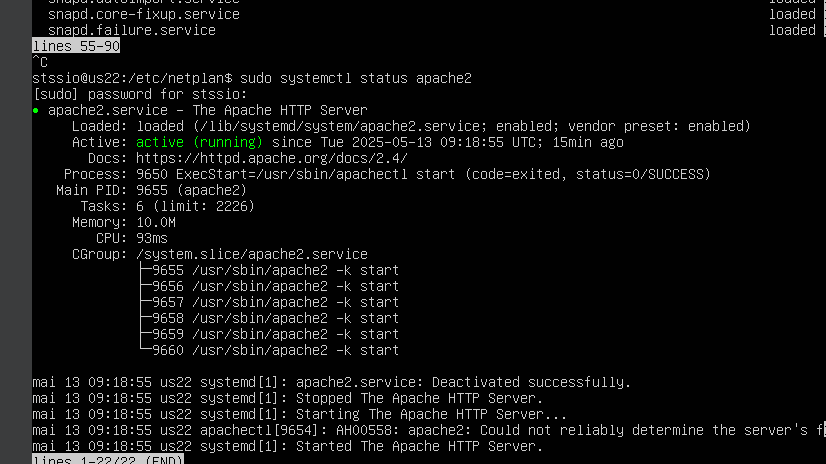 snapd.autoimport.service loaded
snapd.core-fixup.service loaded
snapd.failure.service loaded
lines 55-90
^C
stssio@us22:/etc/netplan$ sudo systemctl status apache2
[sudo] password for stssio:
● apache2.service - The Apache HTTP Server
Loaded: loaded (/lib/systemd/system/apache2.service; enabled; vendor preset: enabled)
Active: active (running) since Tue 2025-05-13 09:18:55 UTC; 15min ago
Docs: https://httpd.apache.org/docs/2.4/
Process: 9650 ExecStart=/usr/sbin/apachectl start (code=exited, status=0/SUCCESS)
Main PID: 9655 (apache2)
Tasks: 6 (limit: 2226)
Memory: 10.0M
CPU: 93ms
CGroup: /system.slice/apache2.service
├─9655 /usr/sbin/apache2 -k start
├─9656 /usr/sbin/apache2 -k start
├─9657 /usr/sbin/apache2 -k start
├─9658 /usr/sbin/apache2 -k start
├─9659 /usr/sbin/apache2 -k start
└─9660 /usr/sbin/apache2 -k start
mai 13 09:18:55 us22 systemd[1]: apache2.service: Deactivated successfully.
mai 13 09:18:55 us22 systemd[1]: Stopped The Apache HTTP Server.
mai 13 09:18:55 us22 systemd[1]: Starting The Apache HTTP Server...
mai 13 09:18:55 us22 apachectl[9654]: AH00558: apache2: Could not reliably determine the server's f
mai 13 09:18:55 us22 systemd[1]: Started The Apache HTTP Server.
lines 1-22/22 (END)